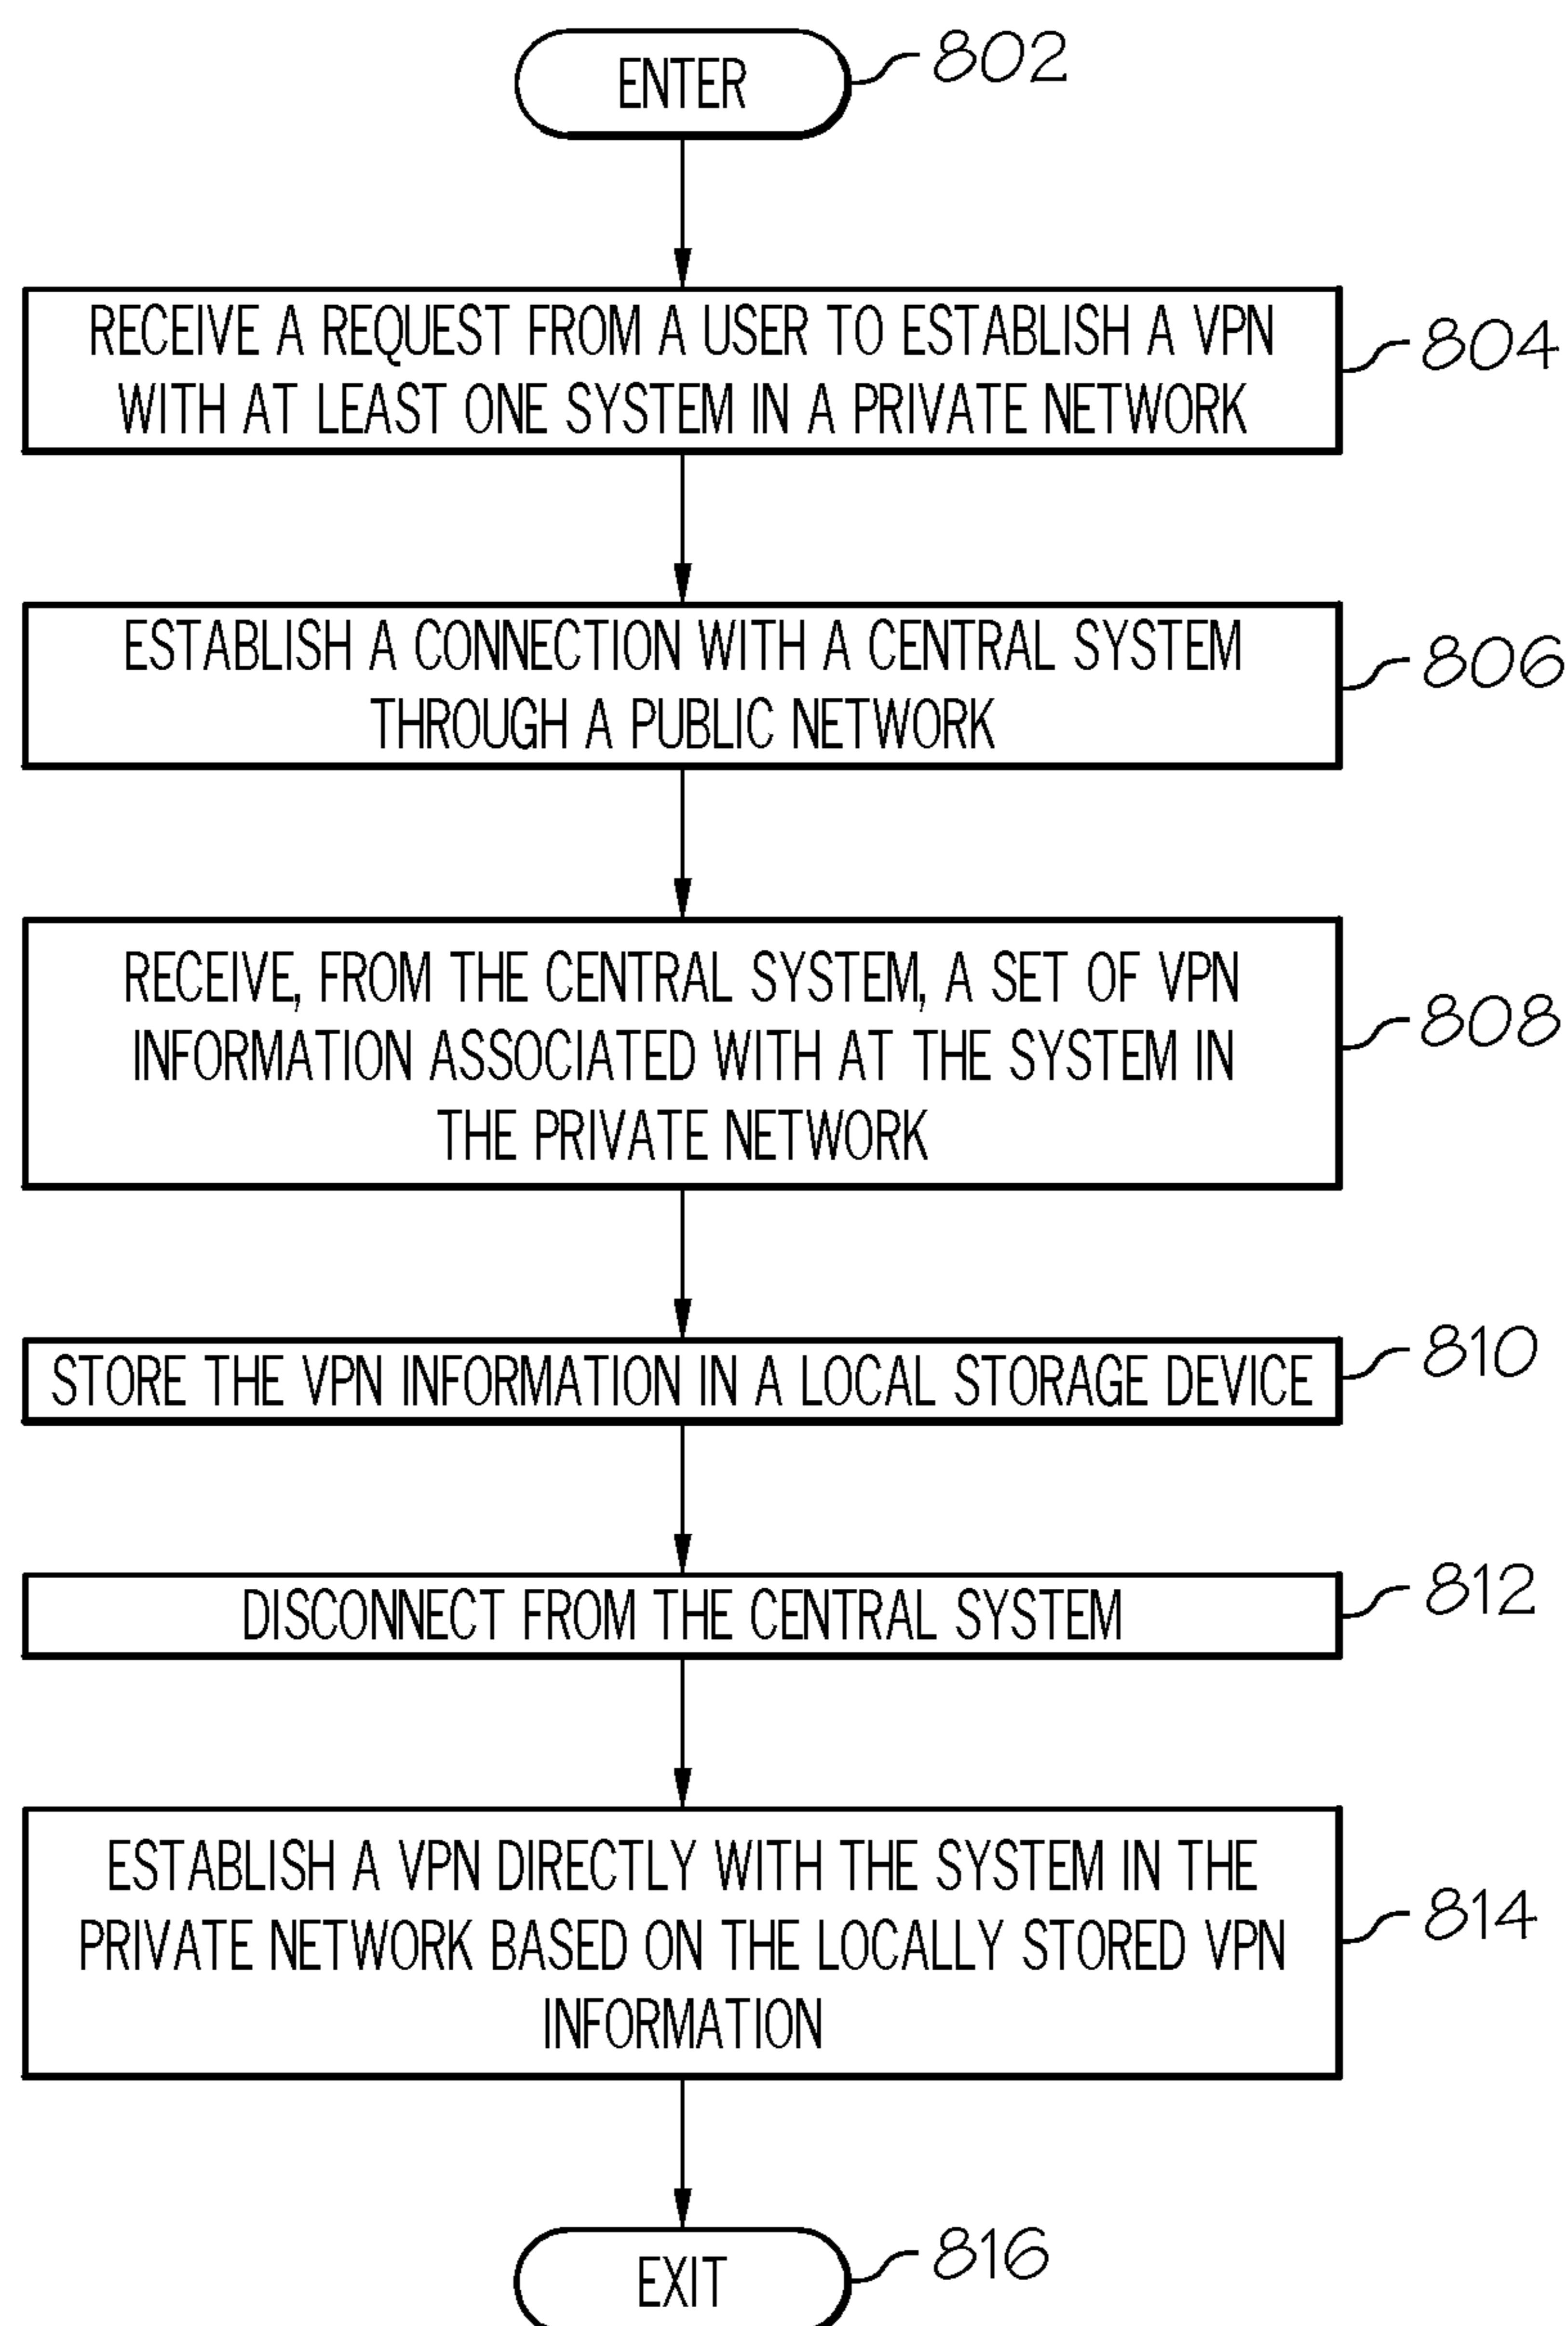 ENTER
802
RECEIVE A REQUEST FROM A USER TO ESTABLISH A VPN
WITH AT LEAST ONE SYSTEM IN A PRIVATE NETWORK
804
ESTABLISH A CONNECTION WITH A CENTRAL SYSTEM
THROUGH A PUBLIC NETWORK
806
RECEIVE, FROM THE CENTRAL SYSTEM, A SET OF VPN
INFORMATION ASSOCIATED WITH AT THE SYSTEM IN
THE PRIVATE NETWORK
808
STORE THE VPN INFORMATION IN A LOCAL STORAGE DEVICE
810
DISCONNECT FROM THE CENTRAL SYSTEM
812
ESTABLISH A VPN DIRECTLY WITH THE SYSTEM IN THE
PRIVATE NETWORK BASED ON THE LOCALLY STORED VPN
INFORMATION
814
EXIT
816